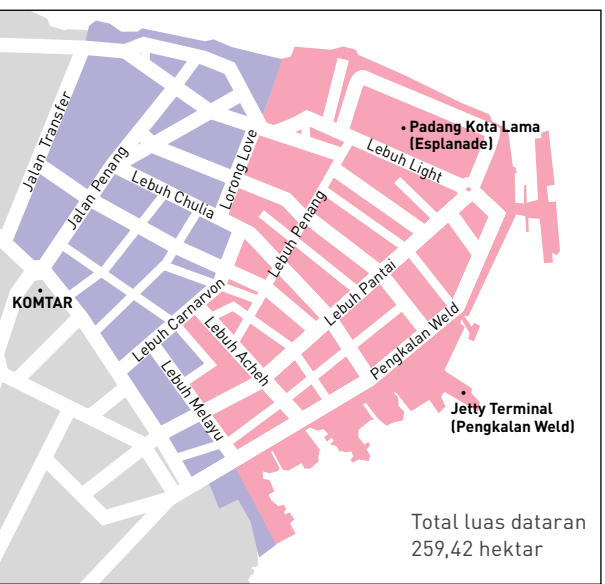 Padang Kota Lama
(Esplanade)
Lebuh Light
Jalan Transfer
Jalan Penang
Lorong Love
Lebuh Chulia
Lebuh Penang
Lebuh Pantai
KOMTAR
Lebuh Carnarvon
Lebuh Acheh
Pengkalan Weld
Lebuh Melayu
Jetty Terminal
(Pengkalan Weld)
Total luas dataran
259,42 hektar